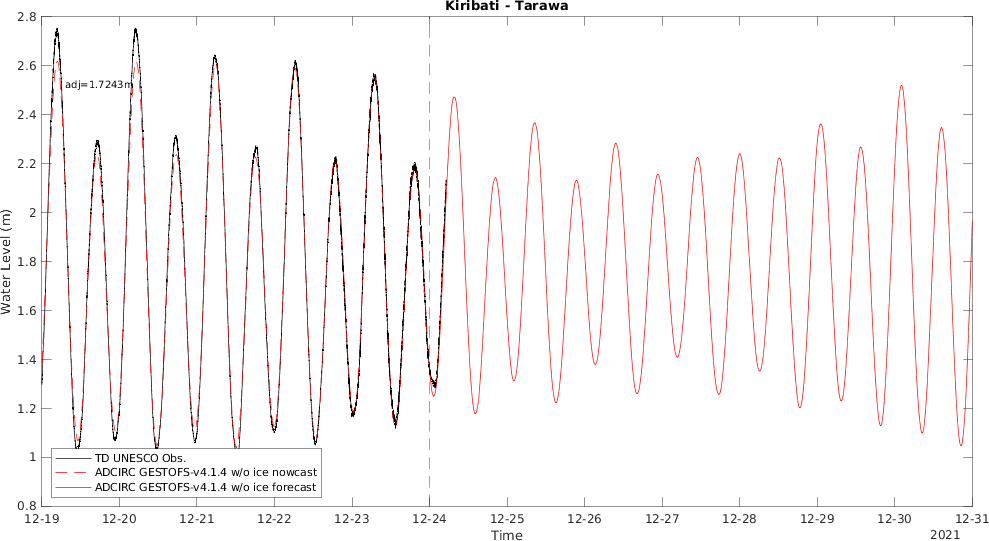 Kiribati - Tarawa
2.8
2.6
2.4
2.2
2
1.8
1.6
1.4
1.2
1
0.8
Water Level (m)
adj=1.7243m
TD UNESCO Obs.
ADCIRC GESTOFS-v4.1.4 w/o ice nowcast
ADCIRC GESTOFS-v4.1.4 w/o ice forecast
12-19 12-20 12-21 12-22 12-23 12-24 12-25 12-26 12-27 12-28 12-29 12-30 12-31
Time
2021